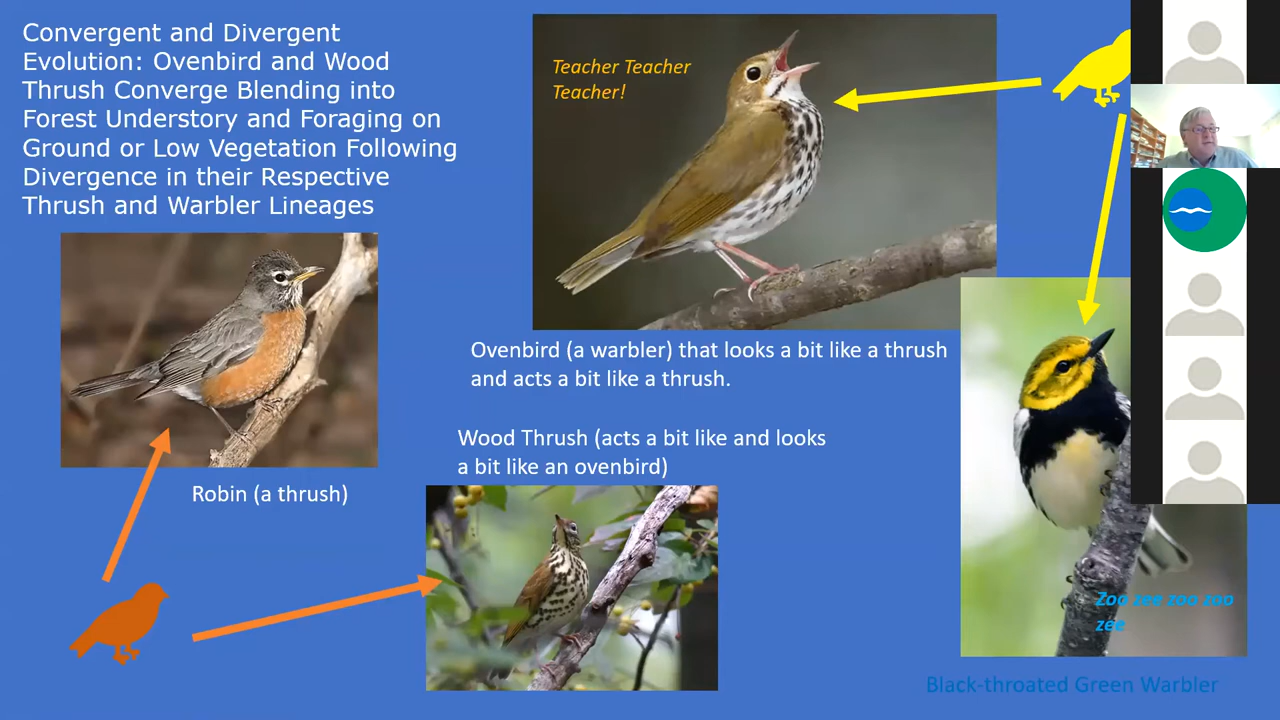 Convergent and Divergent
Evolution: Ovenbird and Wood
Thrush Converge Blending into
Forest Understory and Foraging on
Ground or Low Vegetation Following
Divergence in their Respective
Thrush and Warbler Lineages
Teacher Teacher
Teacher!
Ovenbird (a warbler) that looks a bit like a thrush
and acts a bit like a thrush.
Wood Thrush (acts a bit like and looks
a bit like an ovenbird)
Robin (a thrush)
Zoo zee zoo zoo
zee
Black-throated Green Warbler